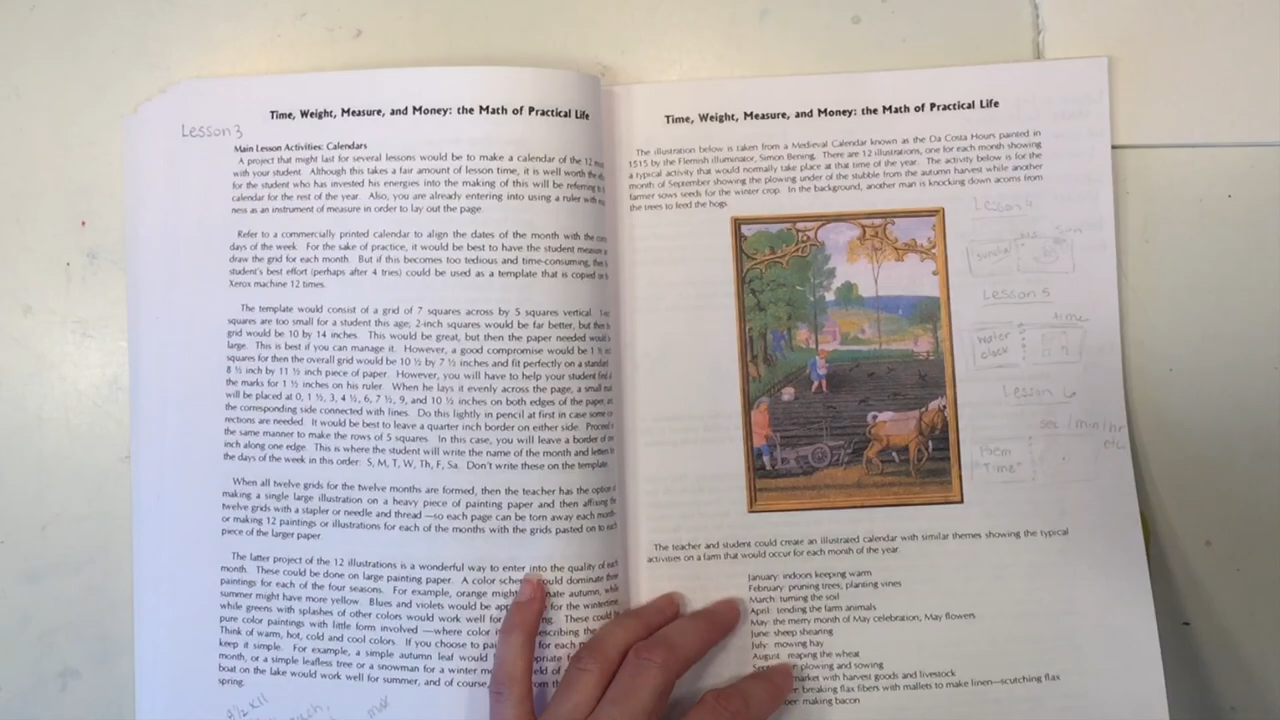 Time, Weight, Measure, and Money: the Math of Practical Life
Lesson 3
Main Lesson Activities: Calendars
A project that might last for several lessons would be to make a calendar of the 12
with your student. Although this takes a fair amount of lesson time, it is well worth the
for the student who has invested his energies into the making of this will be referring to
calendar for the rest of the year. Also, you are already entering into using a ruler with
ness as an instrument of measure in order to lay out the page.
Refer to a commercially printed calendar to align the dates of the month with the
days of the week. For the sake of practice, it would be best to have the student measure
draw the grid for each month. But if this becomes too tedious and time-consuming,
student's best effort (perhaps after 4 tries) could be used as a template that is copied
Xerox machine 12 times.
The template would consist of a grid of 7 squares across by 5 squares vertical.
squares are too small for a student this age, 2-inch squares would be far better, but
grid would be 10 by 14 inches. This would be great, but then the paper needed would
large. This is best if you can manage it. However, a good compromise would be 1 ½
squares for then the overall grid would be 10 ½ by 7 ½ inches and fit perfectly on a standard
8 ½ inch by 11 ½ inch piece of paper. However, you will have to help your student find
the marks for 1 ½ inches on his ruler. When he lays it evenly across the page, a small
will be placed at 0, 1 ½, 3, 4 ½, 6, 7 ½, 9, and 10 ½ inches on both edges of the paper,
the corresponding side connected with lines. Do this lightly in pencil at first in case some
rections are needed. It would be best to leave a quarter inch border on either side. Proceed
the same manner to make the rows of 5 squares. In this case, you will leave a border of
inch along one edge. This is where the student will write the name of the month and letters
the days of the week in this order: S, M, T, W, Th, F, Sa. Don't write these on the template.
When all twelve grids for the twelve months are formed, then the teacher has the option
making a single large illustration on a heavy piece of painting paper and then affixing the
twelve grids with a stapler or needle and thread —so each page can be torn away each month
or making 12 paintings or illustrations for each of the months with the grids pasted on to each
piece of the larger paper.
The latter project of the 12 illustrations is a wonderful way to enter into the quality of each
month. These could be done on large painting paper. A color could dominate
paintings for each of the four seasons. For example, orange might autumn, while
summer might have more yellow. Blues and violets would be for the wintertime
while greens with splashes of other colors would work well for These could
pure color paintings with little form involved —where color describing the
Think of warm, hot, cold and cool colors. If you choose to for each
keep it simple. For example, a simple autumn leaf would
month, or a simple leafless tree or a snowman for a winter
boat on the lake would work well for summer, and of course,
spring.
8½ X 11
Time, Weight, Measure, and Money: the Math of Practical Life
The illustration below is taken from a Medieval Calendar known as the Da Costa Hours painted in
1515 by the Flemish illuminator, Simon Bening. There are 12 illustrations, one for each month showing
a typical activity that would normally take place at that time of the year. The activity below is for the
month of September showing the plowing under of the stubble from the autumn harvest while another
farmer sows seeds for the winter crop. In the background, another man is knocking down acorns from
the trees to feed the hogs.
Lesson 4
sundial
sun
Lesson 5
time
water
clock
Lesson 6
sec/min/hr
etc.
Poem
"Time"
The teacher and student could create an illustrated calendar with similar themes showing the typical
activities on a farm that would occur for each month of the year.
January: indoors keeping warm
February: pruning trees; planting vines
March: turning the soil
April: tending the farm animals
May: the merry month of May celebration, May flowers
June: sheep shearing
July: mowing hay
August: reaping the wheat
plowing and sowing
market with harvest goods and livestock
breaking flax fibers with mallets to make linen—scutching flax
making bacon